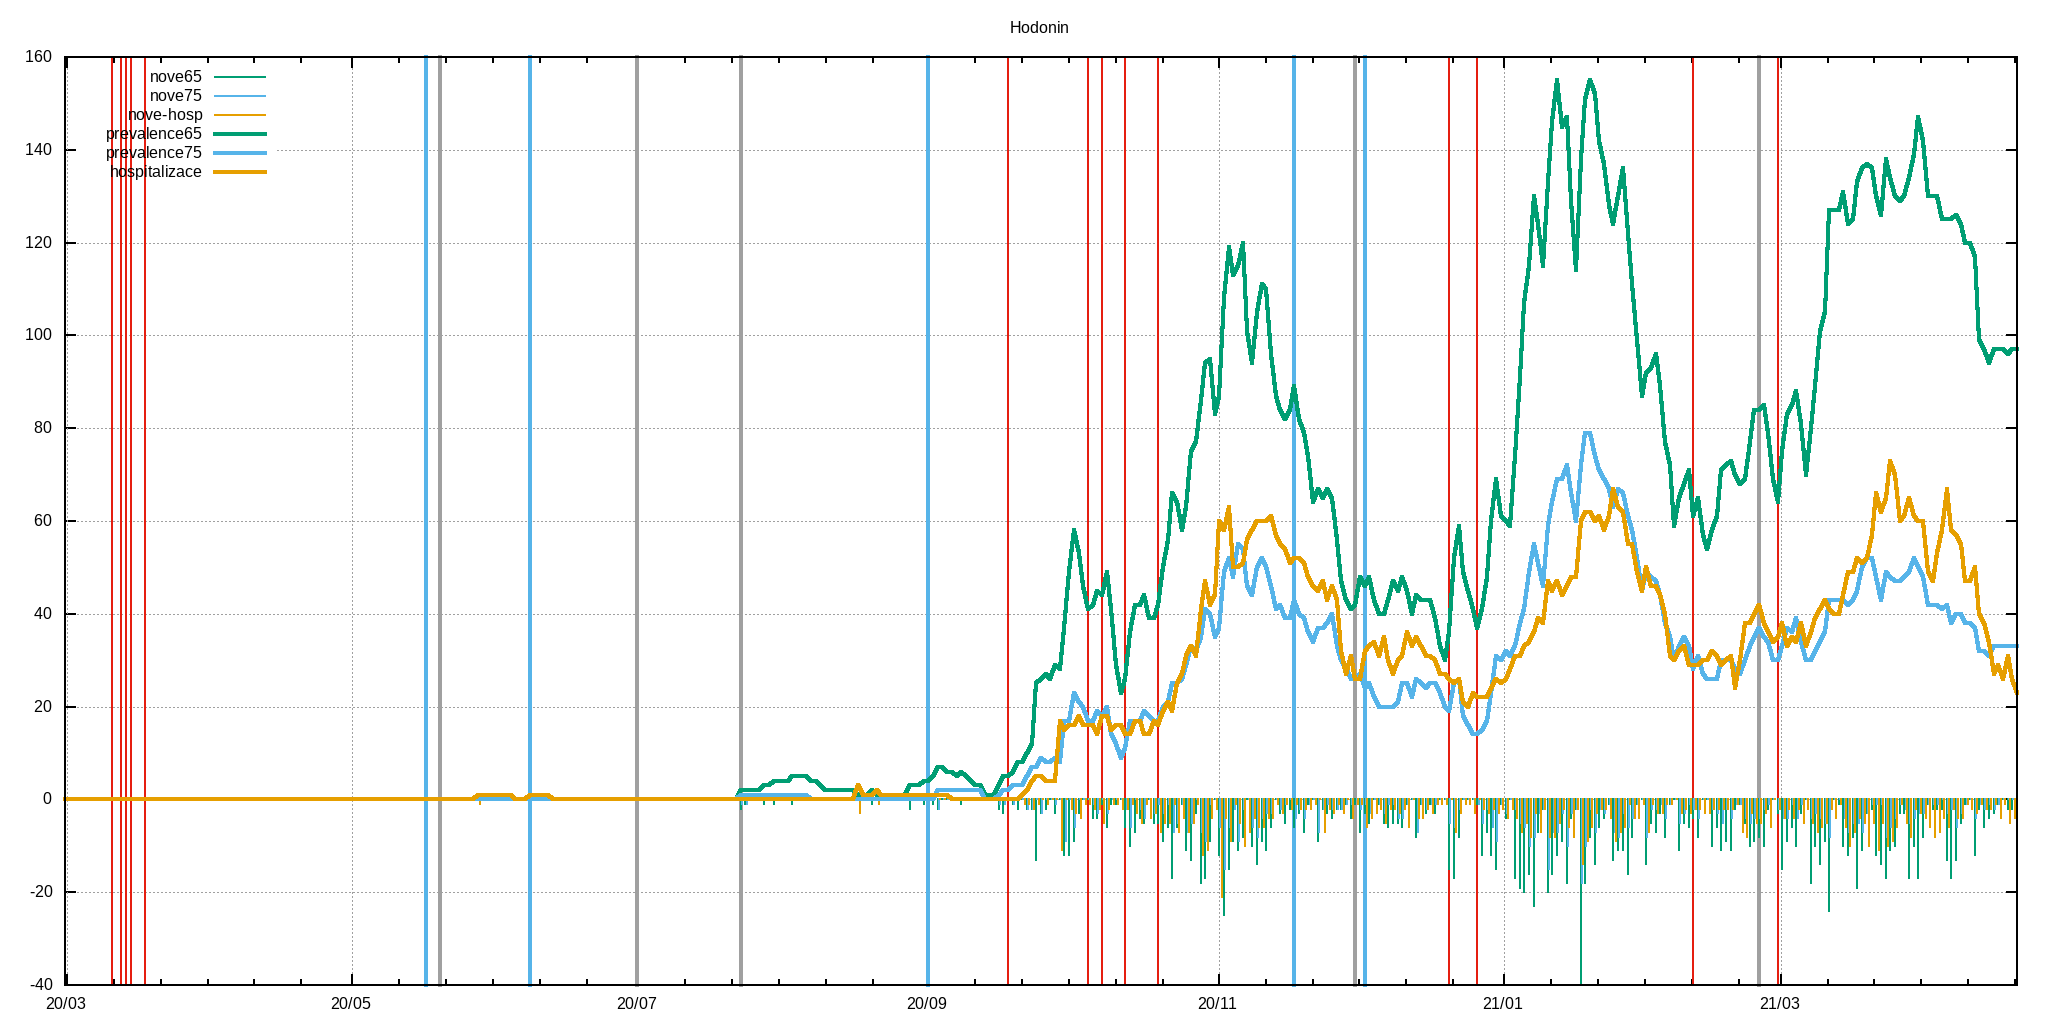 Hodonin
160
140
120
100
80
60
40
20
0
-20
-40
nove65
nove75
nove-hosp
prevalence65
prevalence75
hospitalizace
20/03 20/05 20/07 20/09 20/11 21/01 21/03